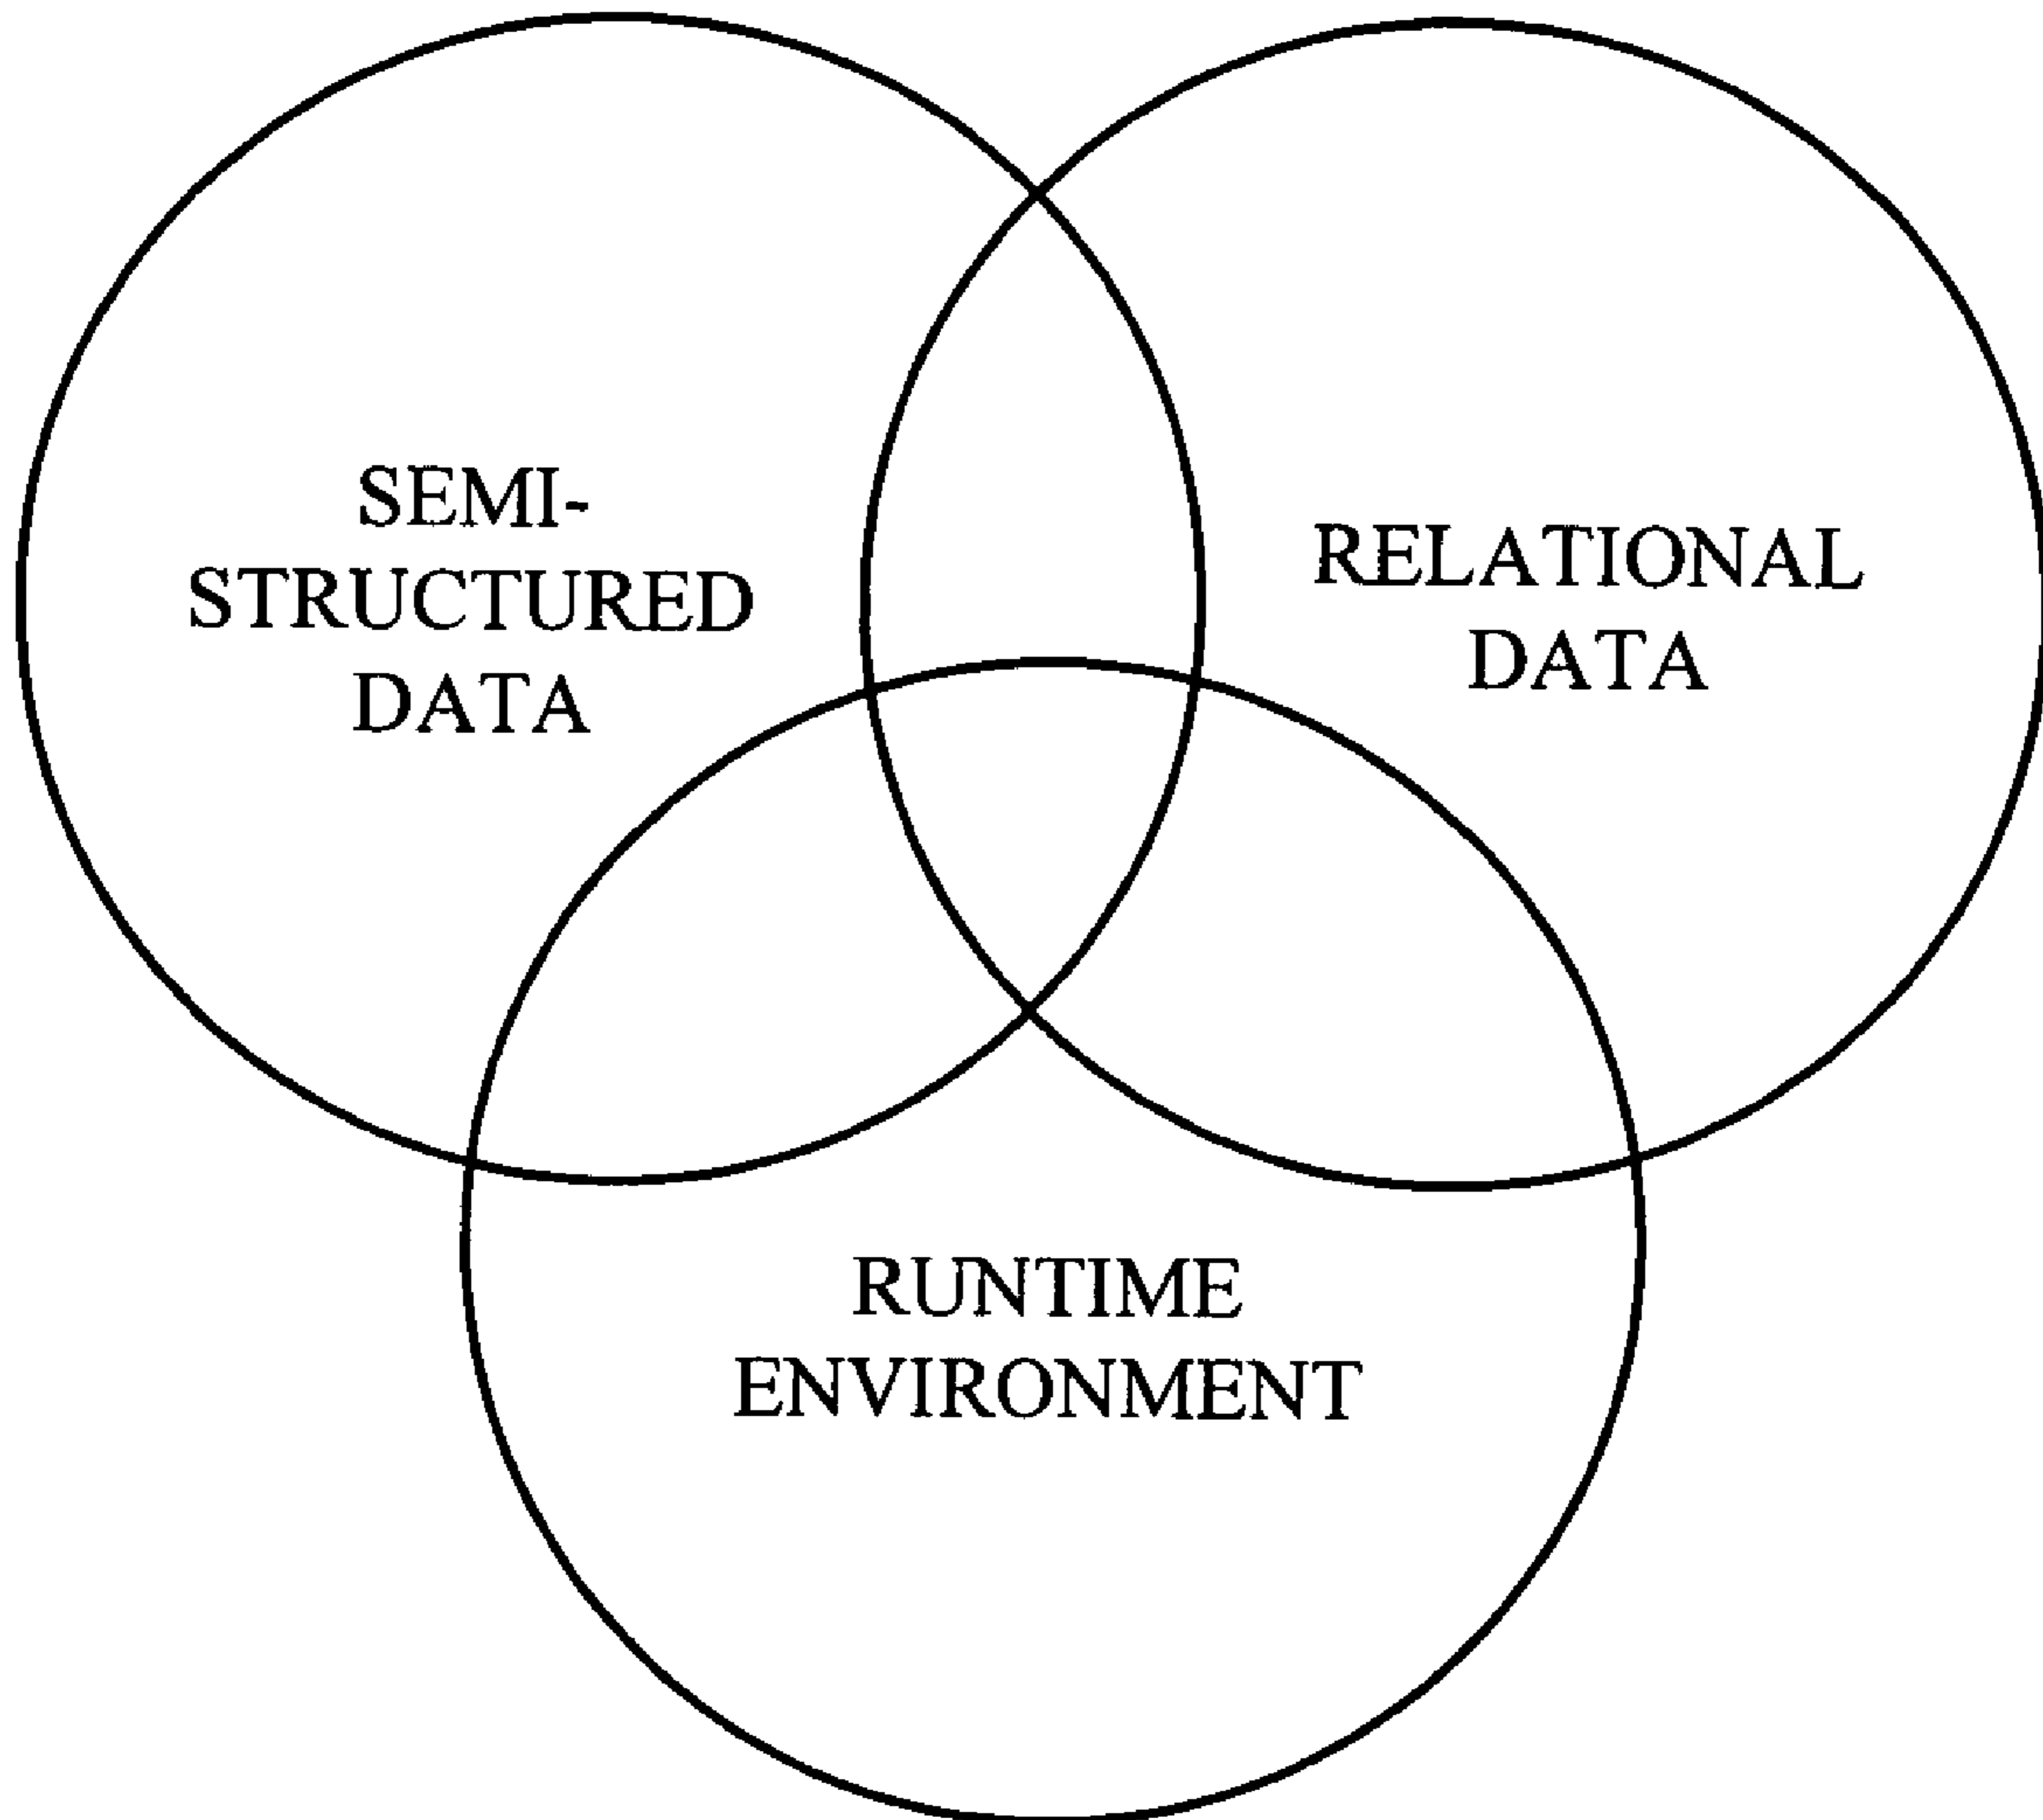 SEMI-
STRUCTURED
DATA
RELATIONAL
DATA
RUNTIME
ENVIRONMENT